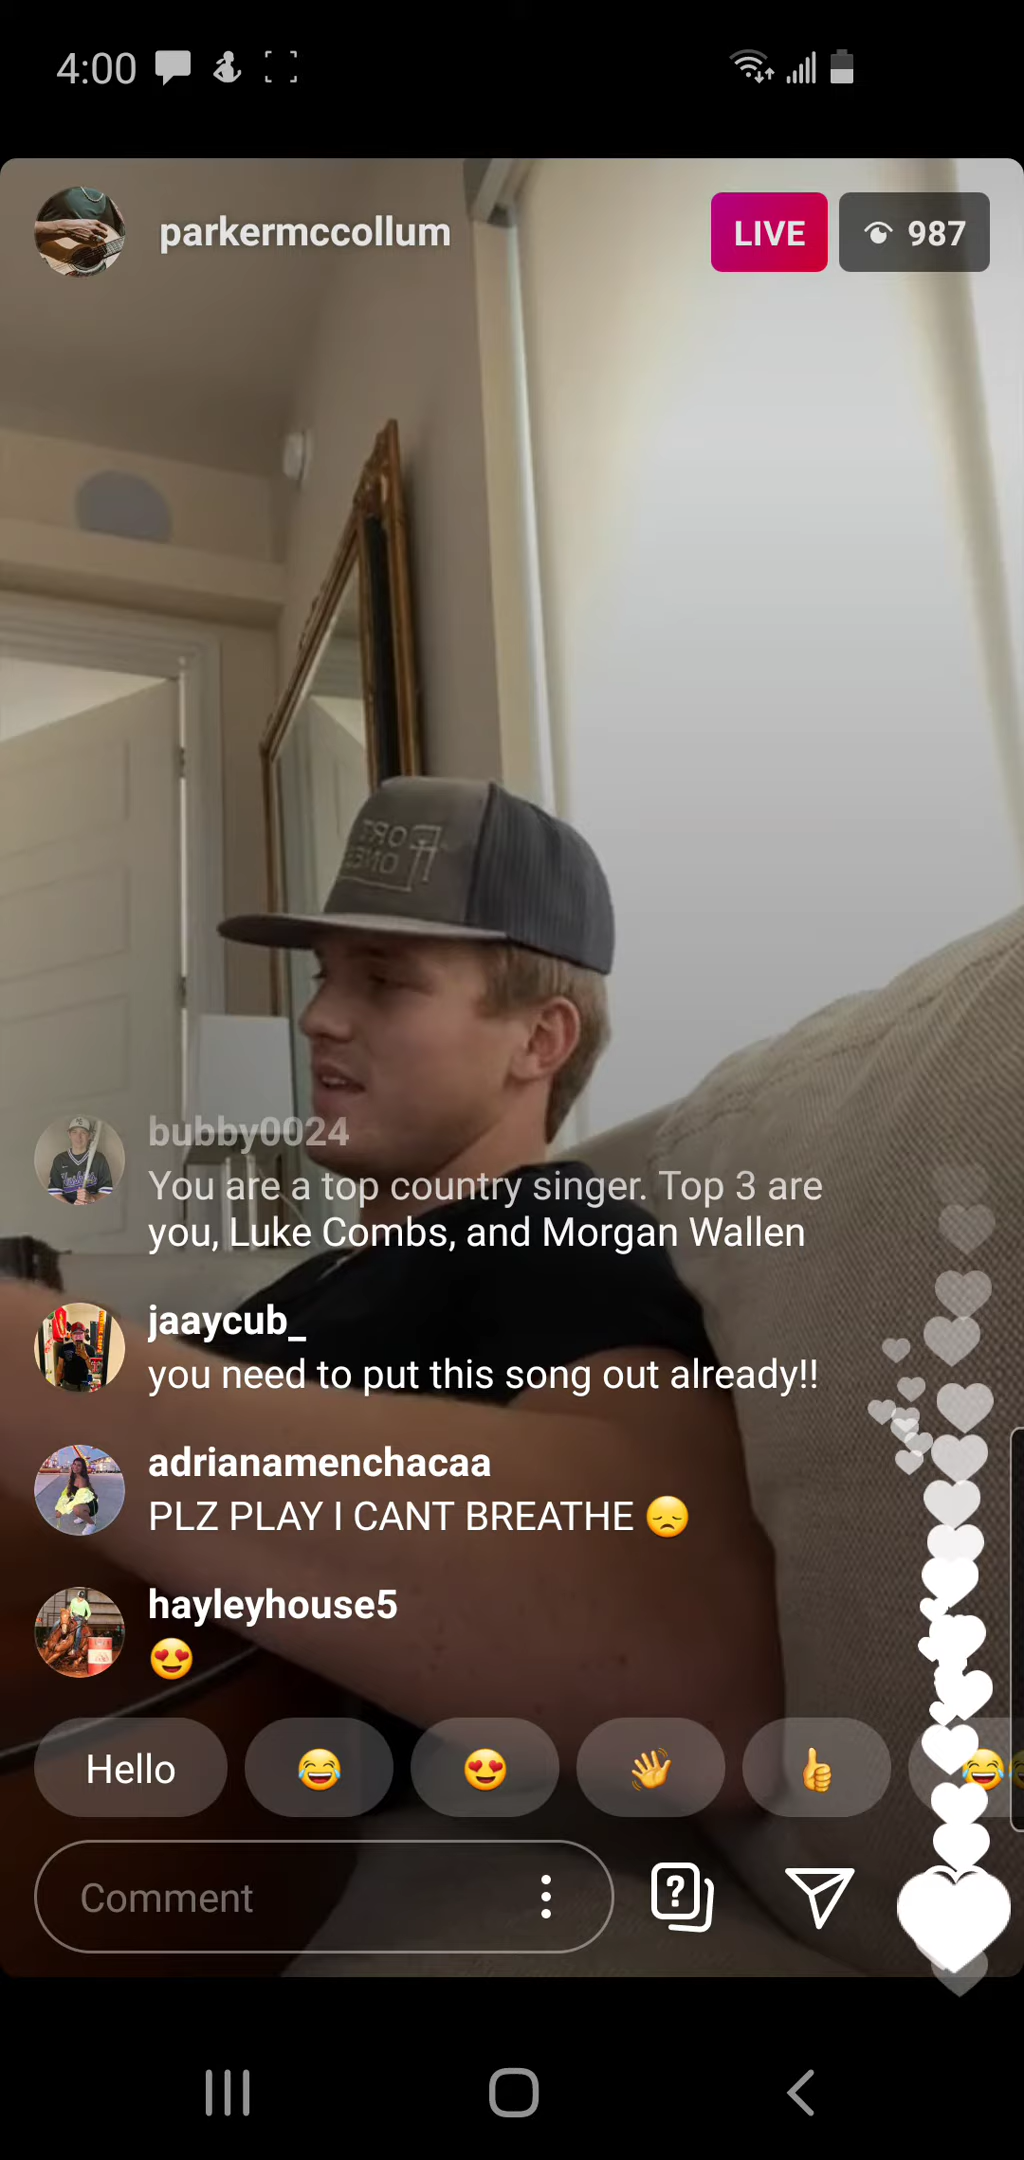 4:00
parkermccollum
LIVE
987
bubby0024
You are a top country singer. Top 3 are
you, Luke Combs, and Morgan Wallen
jaaycub_
you need to put this song out already!!
adrianamenchacaa
PLZ PLAY I CANT BREATHE 😞
hayleyhouse5
😍
Hello 😂 😍 👋 👍 😂
Comment